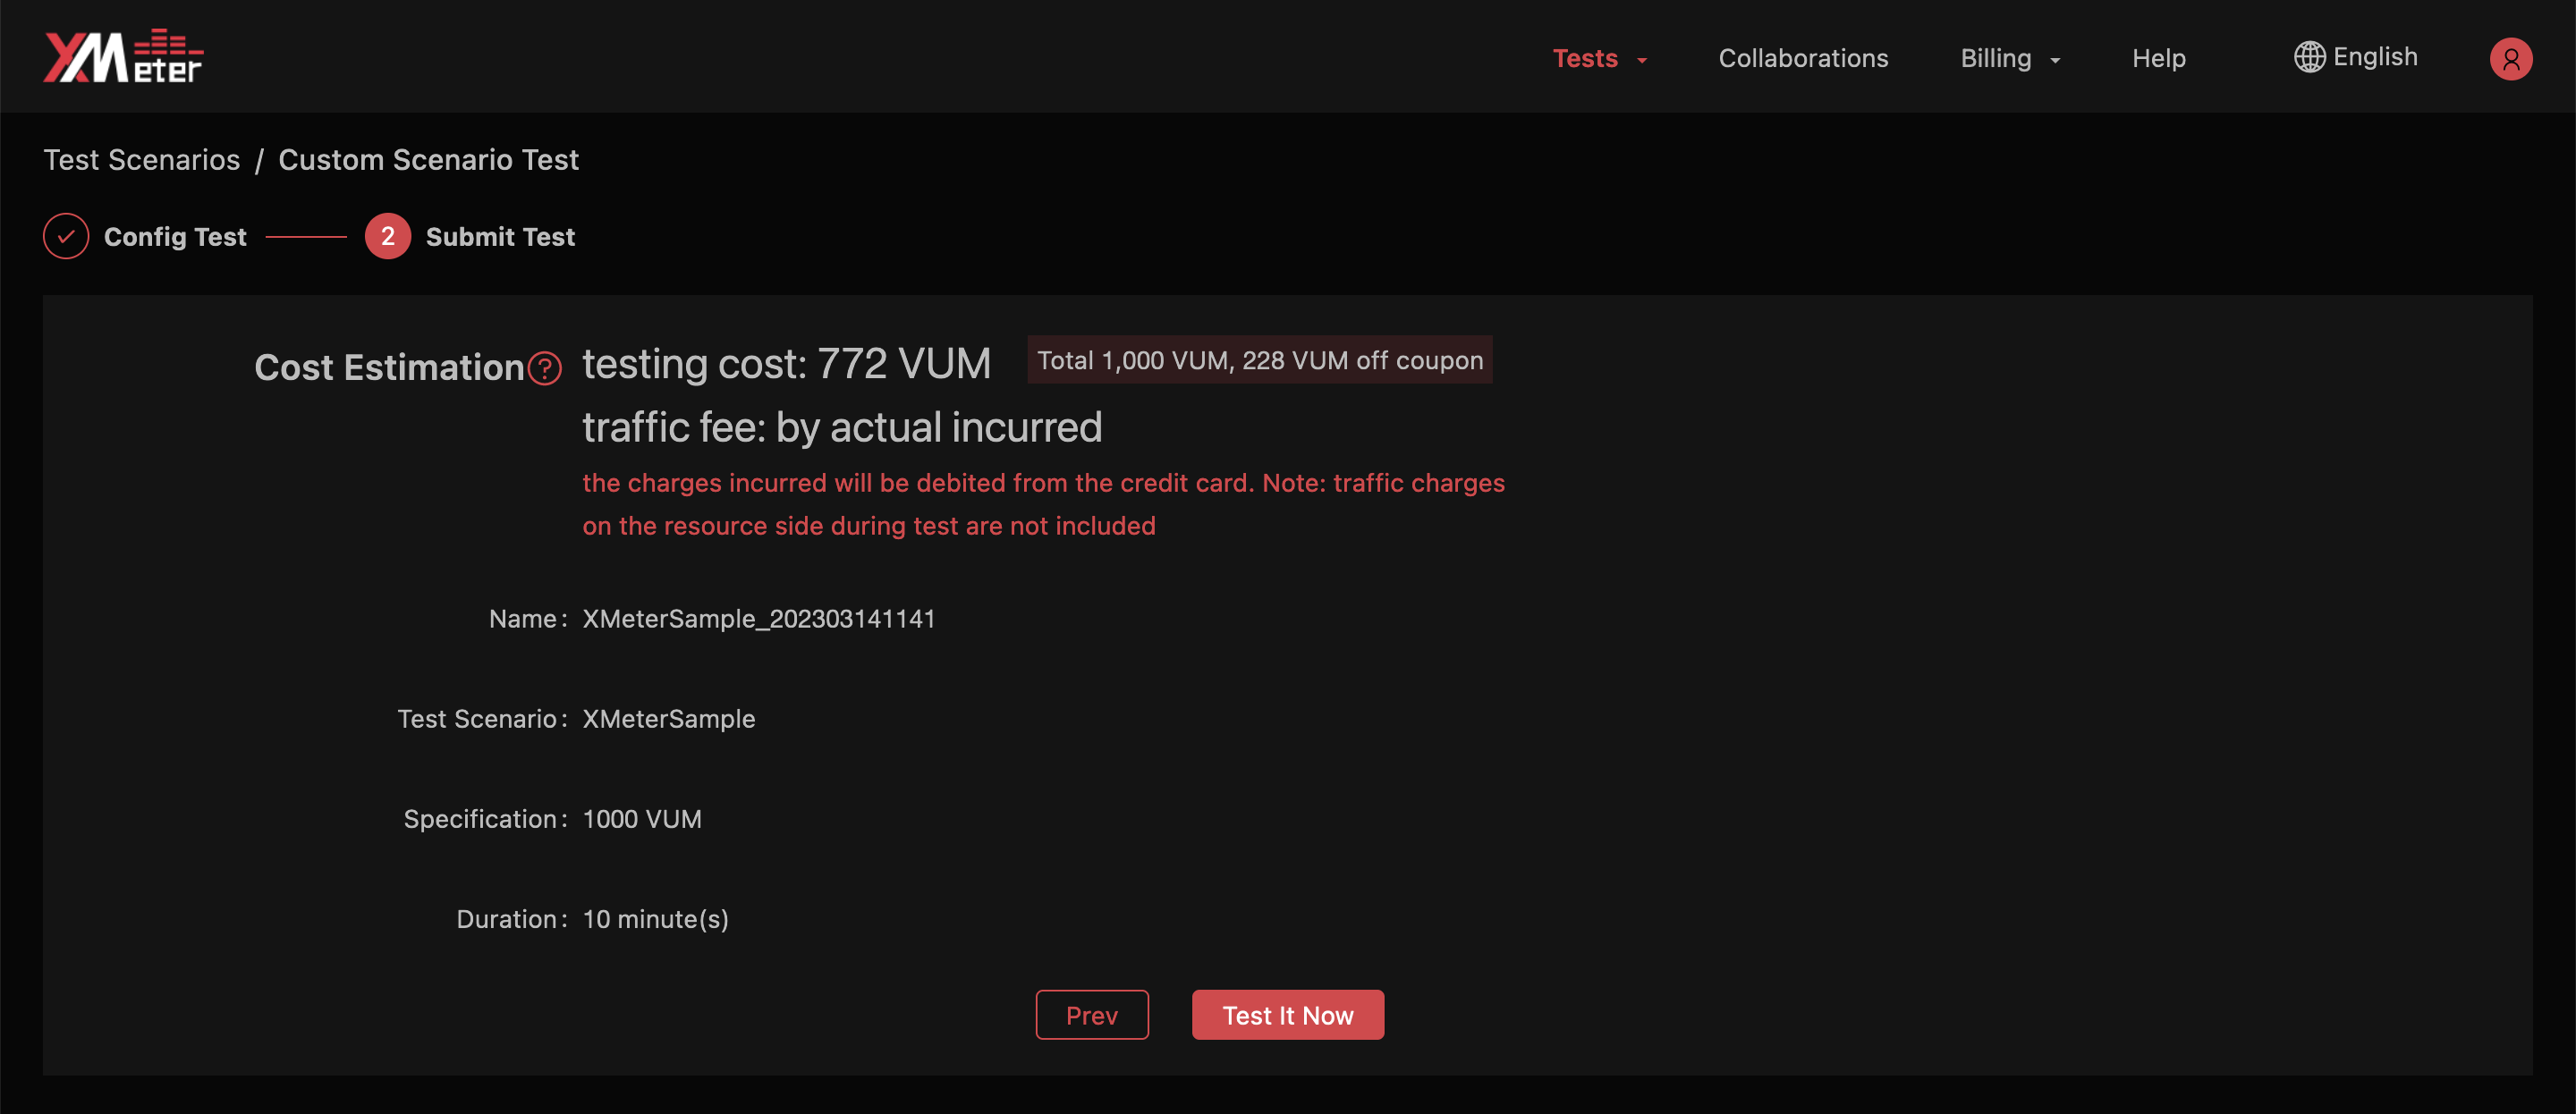 XMeter
Tests
Collaborations
Billing
Help
English
Test Scenarios / Custom Scenario Test
Config Test
2 Submit Test
Cost Estimation ? testing cost: 772 VUM Total 1,000 VUM, 228 VUM off coupon
traffic fee: by actual incurred
the charges incurred will be debited from the credit card. Note: traffic charges
on the resource side during test are not included
Name: XMeterSample_202303141141
Test Scenario: XMeterSample
Specification: 1000 VUM
Duration: 10 minute(s)
Prev
Test It Now